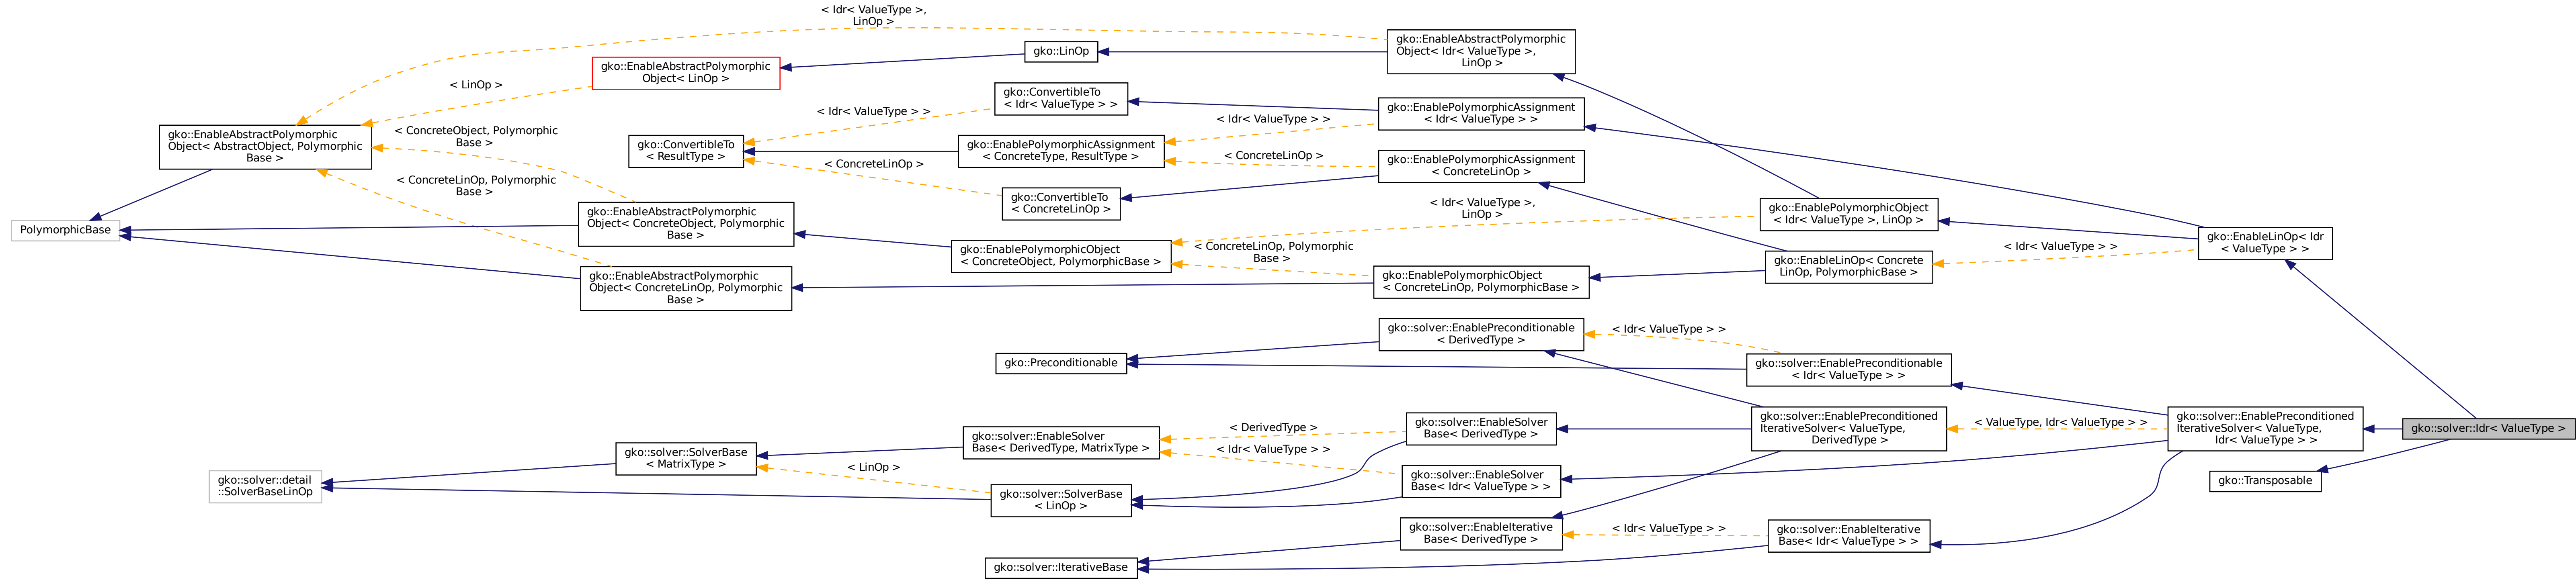 < Idr< ValueType >,
LinOp >
gko::EnableAbstractPolymorphic
Object< Idr< ValueType >,
LinOp >
gko::LinOp
gko::EnableAbstractPolymorphic
Object< LinOp >
< LinOp >
gko::ConvertibleTo
< Idr< ValueType > >
gko::EnablePolymorphicAssignment
< Idr< ValueType > >
< Idr< ValueType > >
< Idr< ValueType > >
gko::EnableAbstractPolymorphic
Object< AbstractObject, Polymorphic
Base >
< ConcreteObject, Polymorphic
Base >
gko::ConvertibleTo
< ResultType >
gko::EnablePolymorphicAssignment
< ConcreteType, ResultType >
< ConcreteLinOp >
< ConcreteLinOp >
gko::EnablePolymorphicAssignment
< ConcreteLinOp >
< ConcreteLinOp, Polymorphic
Base >
gko::ConvertibleTo
< ConcreteLinOp >
PolymorphicBase
gko::EnableAbstractPolymorphic
Object< ConcreteObject, Polymorphic
Base >
< Idr< ValueType >,
LinOp >
gko::EnablePolymorphicObject
< Idr< ValueType >, LinOp >
gko::EnablePolymorphicObject
< ConcreteObject, PolymorphicBase >
< ConcreteLinOp, Polymorphic
Base >
gko::EnableLinOp< Concrete
LinOp, PolymorphicBase >
< Idr< ValueType > >
gko::EnableLinOp< Idr
< ValueType > >
gko::EnableAbstractPolymorphic
Object< ConcreteLinOp, Polymorphic
Base >
gko::EnablePolymorphicObject
< ConcreteLinOp, PolymorphicBase >
gko::Preconditionable
gko::solver::EnablePreconditionable
< DerivedType >
< Idr< ValueType > >
gko::solver::EnablePreconditionable
< Idr< ValueType > >
gko::solver::EnablePreconditioned
IterativeSolver< ValueType,
DerivedType >
< ValueType, Idr< ValueType > >
gko::solver::EnablePreconditioned
IterativeSolver< ValueType,
Idr< ValueType > >
gko::solver::Idr< ValueType >
gko::solver::detail
::SolverBaseLinOp
gko::solver::SolverBase
< MatrixType >
gko::solver::EnableSolver
Base< DerivedType, MatrixType >
< DerivedType >
< Idr< ValueType > >
gko::solver::EnableSolver
Base< DerivedType >
< LinOp >
gko::solver::SolverBase
< LinOp >
gko::solver::EnableSolver
Base< Idr< ValueType > >
gko::Transposable
gko::solver::EnableIterative
Base< DerivedType >
< Idr< ValueType > >
gko::solver::EnableIterative
Base< Idr< ValueType > >
gko::solver::IterativeBase